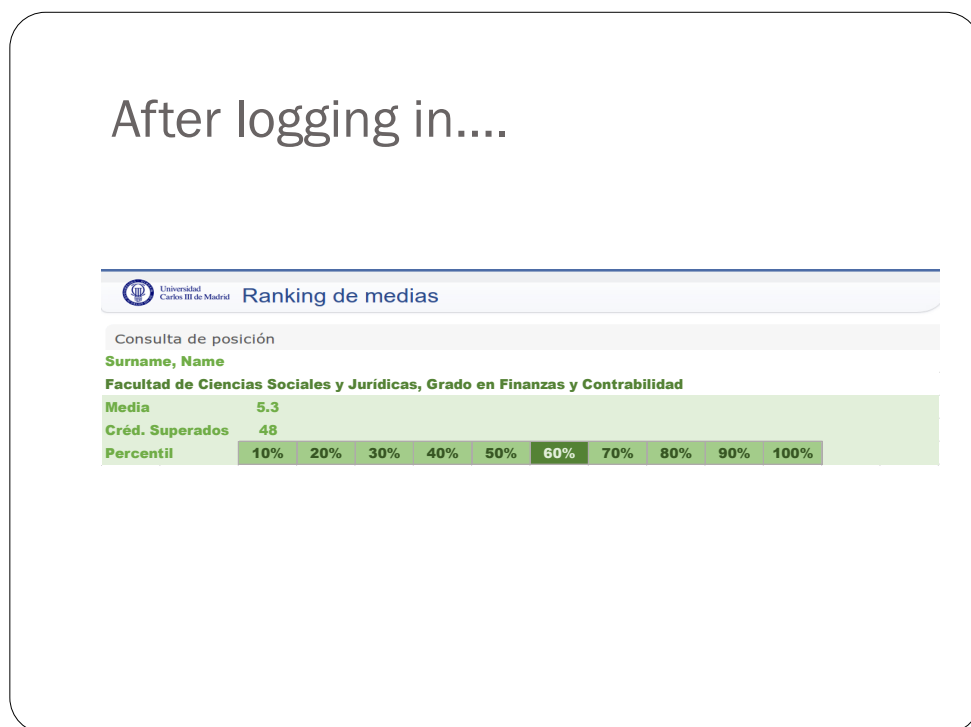 After logging in....
Universidad
Carlos III de Madrid
Ranking de medias
Consulta de posición
Surname, Name
Facultad de Ciencias Sociales y Jurídicas, Grado en Finanzas y Contrabilidad
Media 5.3
Créd. Superados 48
Percentil 10% 20% 30% 40% 50% 60% 70% 80% 90% 100%